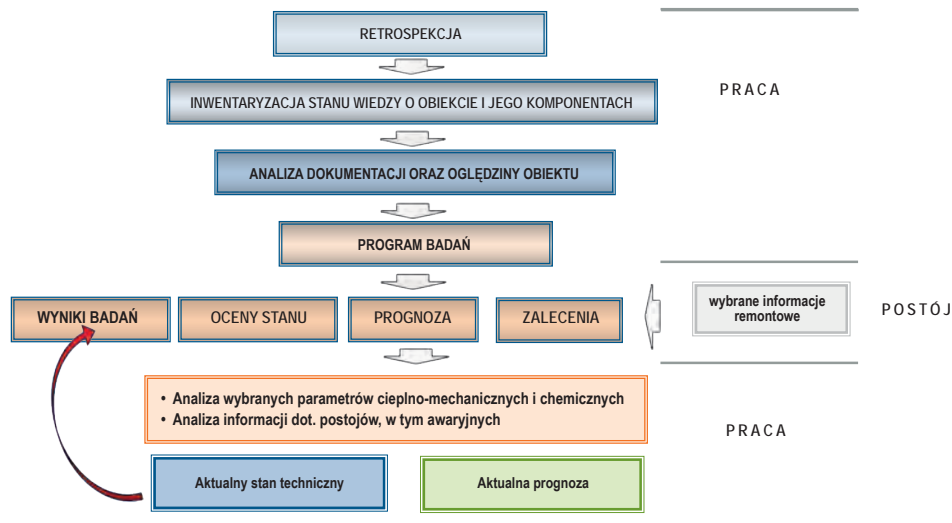 RETROSPEKCJA
PRACA
INWENTARYZACJA STANU WIEDZY O OBIEKCIE I JEGO KOMPONENTACH
ANALIZA DOKUMENTACJI ORAZ OGLĘDZINY OBIEKTU
PROGRAM BADAŃ
WYNIKI BADAŃ
OCENY STANU
PROGNOZA
ZALECENIA
wybrane informacje
remontowe
POSTÓJ
• Analiza wybranych parametrów cieplno-mechanicznych i chemicznych
• Analiza informacji dot. postojów, w tym awaryjnych
PRACA
Aktualny stan techniczny
Aktualna prognoza